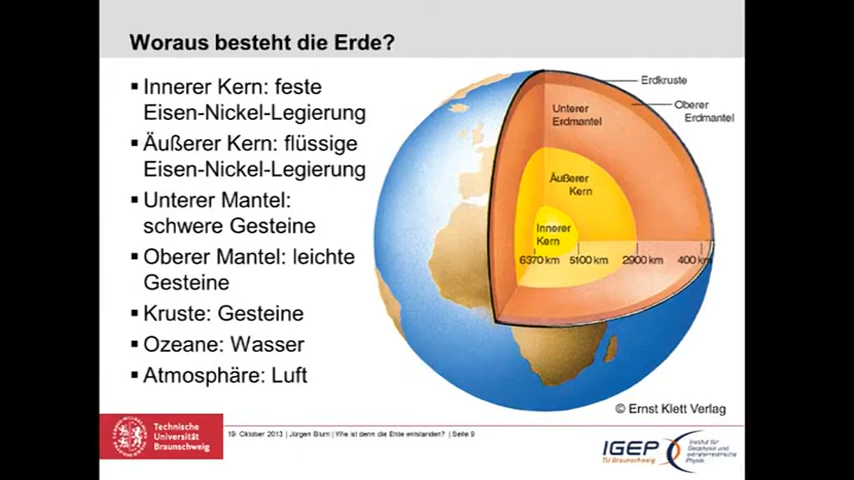 Woraus besteht die Erde?
▪ Innerer Kern: feste
Eisen-Nickel-Legierung
▪ Äußerer Kern: flüssige
Eisen-Nickel-Legierung
▪ Unterer Mantel:
schwere Gesteine
▪ Oberer Mantel: leichte
Gesteine
▪ Kruste: Gesteine
▪ Ozeane: Wasser
▪ Atmosphäre: Luft
Erdkruste
Oberer
Erdmantel
Unterer
Erdmantel
Äußerer
Kern
Innerer
Kern
6370 km 5100 km 2900 km 400 km
© Ernst Klett Verlag
Technische
Universität
Braunschweig
19. Oktober 2013 | Jürgen Blum | Wie ist denn die Erde entstanden? | Seite 9
IGEP
TU Braunschweig
Institut für
Geophysik und
extraterrestrische
Physik